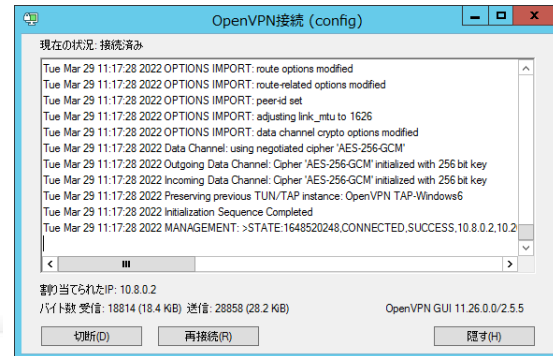 OpenVPN接続 (config)
現在の状況: 接続済み
Tue Mar 29 11:17:28 2022 OPTIONS IMPORT: route options modified
Tue Mar 29 11:17:28 2022 OPTIONS IMPORT: route-related options modified
Tue Mar 29 11:17:28 2022 OPTIONS IMPORT: peer-id set
Tue Mar 29 11:17:28 2022 OPTIONS IMPORT: adjusting link_mtu to 1626
Tue Mar 29 11:17:28 2022 OPTIONS IMPORT: data channel crypto options modified
Tue Mar 29 11:17:28 2022 Data Channel: using negotiated cipher 'AES-256-GCM'
Tue Mar 29 11:17:28 2022 Outgoing Data Channel: Cipher 'AES-256-GCM' initialized with 256 bit key
Tue Mar 29 11:17:28 2022 Incoming Data Channel: Cipher 'AES-256-GCM' initialized with 256 bit key
Tue Mar 29 11:17:28 2022 Preserving previous TUN/TAP instance: OpenVPN TAP-Windows6
Tue Mar 29 11:17:28 2022 Initialization Sequence Completed
Tue Mar 29 11:17:28 2022 MANAGEMENT: >STATE:1648520248,CONNECTED,SUCCESS,10.8.0.2,10.2
割り当てられたIP: 10.8.0.2
バイト数 受信: 18814 (18.4 KiB) 送信: 28858 (28.2 KiB) OpenVPN GUI 11.26.0.0/2.5.5
切断(D) 再接続(R) 隠す(H)